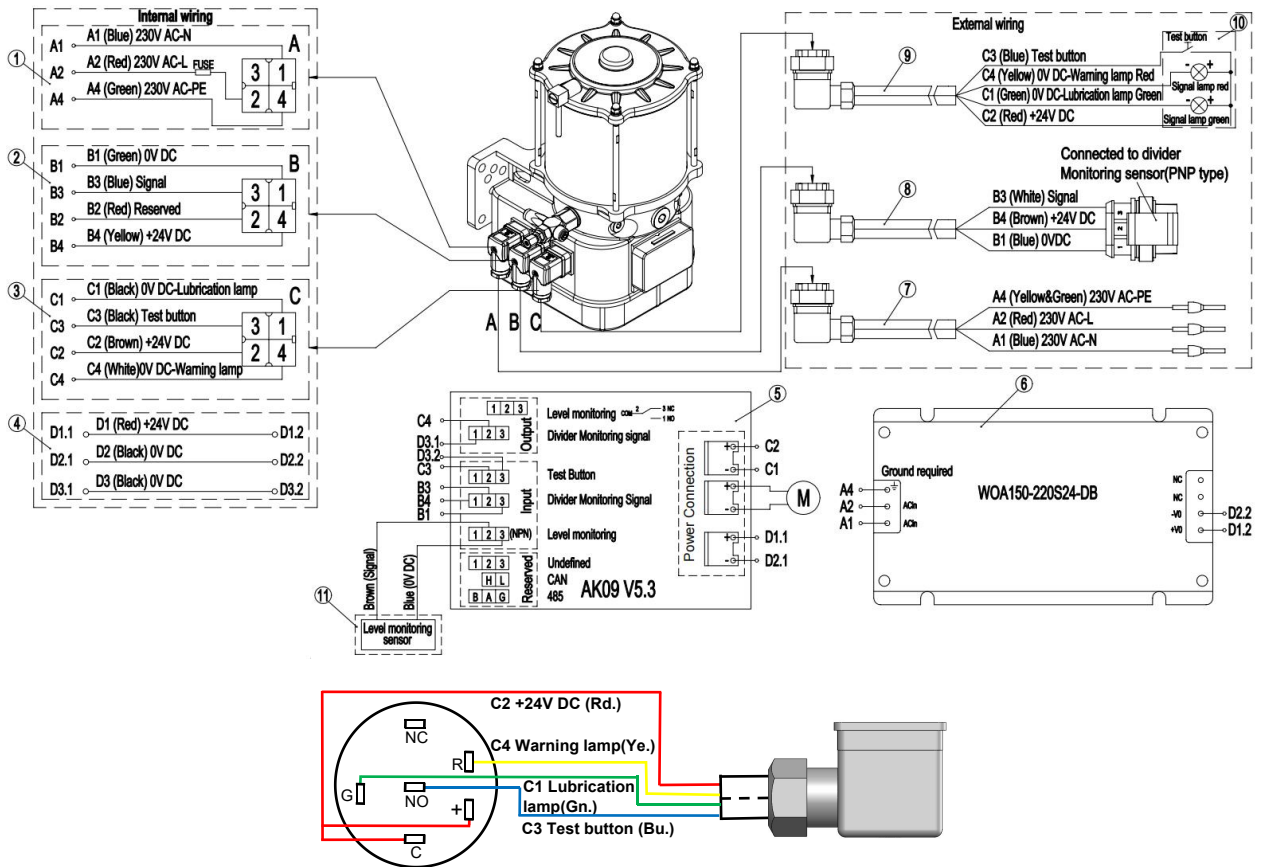 Internal wiring
①
A1
A1 (Blue) 230V AC-N
A
A2
A2 (Red) 230V AC-L
FUSE
A4
A4 (Green) 230V AC-PE
3 1
2 4
②
B1
B1 (Green) 0V DC
B
B3
B3 (Blue) Signal
B2
B2 (Red) Reserved
B4
B4 (Yellow) +24V DC
3 1
2 4
③
C1
C1 (Black) 0V DC-Lubrication lamp
C
C3
C3 (Black) Test button
C2
C2 (Brown) +24V DC
C4
C4 (White)0V DC-Warning lamp
3 1
2 4
④
D1.1
D1 (Red) +24V DC
D1.2
D2.1
D2 (Black) 0V DC
D2.2
D3.1
D3 (Black) 0V DC
D3.2
A B C
External wiring
⑩
Test button
⑨
C3 (Blue) Test button
C4 (Yellow) 0V DC-Warning lamp Red
C1 (Green) 0V DC-Lubrication lamp Green
C2 (Red) +24V DC
- +
Signal lamp red
- +
Signal lamp green
Connected to divider
Monitoring sensor(PNP type)
⑧
B3 (White) Signal
B4 (Brown) +24V DC
B1 (Blue) 0VDC
3
2
1
⑦
A4 (Yellow&Green) 230V AC-PE
A2 (Red) 230V AC-L
A1 (Blue) 230V AC-N
⑤
C4
D3.1
D3.2
C3
B3
B4
B1
1 2 3
Level monitoring
COM 2
3 NC
1 NO
1 2 3
Divider Monitoring signal
Output
1 2 3
Test Button
1 2 3
Divider Monitoring Signal
1 2 3 (NPN)
Level monitoring
Input
1 2 3
Undefined
H L
CAN
B A G
485
Reserved
AK09 V5.3
Power Connection
+
C2
-
C1
+
-
M
+
D1.1
-
D2.1
Brown (Signal)
Blue (0V DC)
⑪
Level monitoring
sensor
⑥
Ground required
WOA150-220S24-DB
A4
A2
ACin
A1
ACin
NC
NC
-V0
D2.2
+V0
D1.2
C2 +24V DC (Rd.)
NC
C4 Warning lamp(Ye.)
R
G
NO
C1 Lubrication
lamp(Gn.)
+
C3 Test button (Bu.)
C